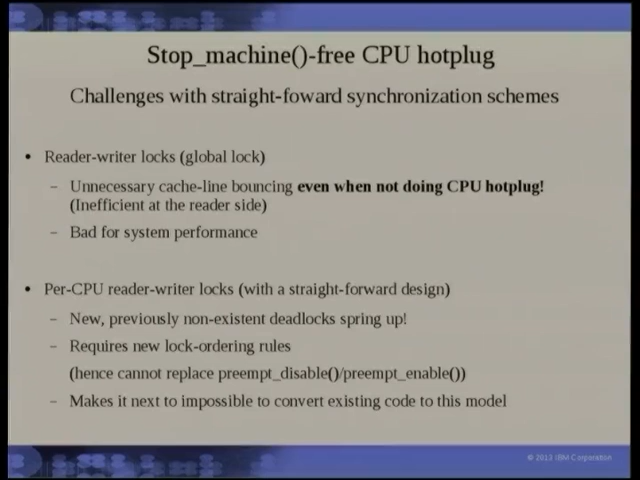 Stop_machine()-free CPU hotplug
Challenges with straight-foward synchronization schemes
• Reader-writer locks (global lock)
– Unnecessary cache-line bouncing even when not doing CPU hotplug!
(Inefficient at the reader side)
– Bad for system performance
• Per-CPU reader-writer locks (with a straight-forward design)
– New, previously non-existent deadlocks spring up!
– Requires new lock-ordering rules
(hence cannot replace preempt_disable()/preempt_enable())
– Makes it next to impossible to convert existing code to this model
© 2013 IBM Corporation